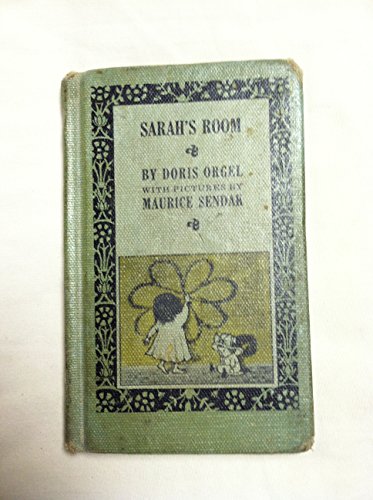 SARAH'S ROOM
BY DORIS ORGEL
WITH PICTURES BY
MAURICE SENDAK